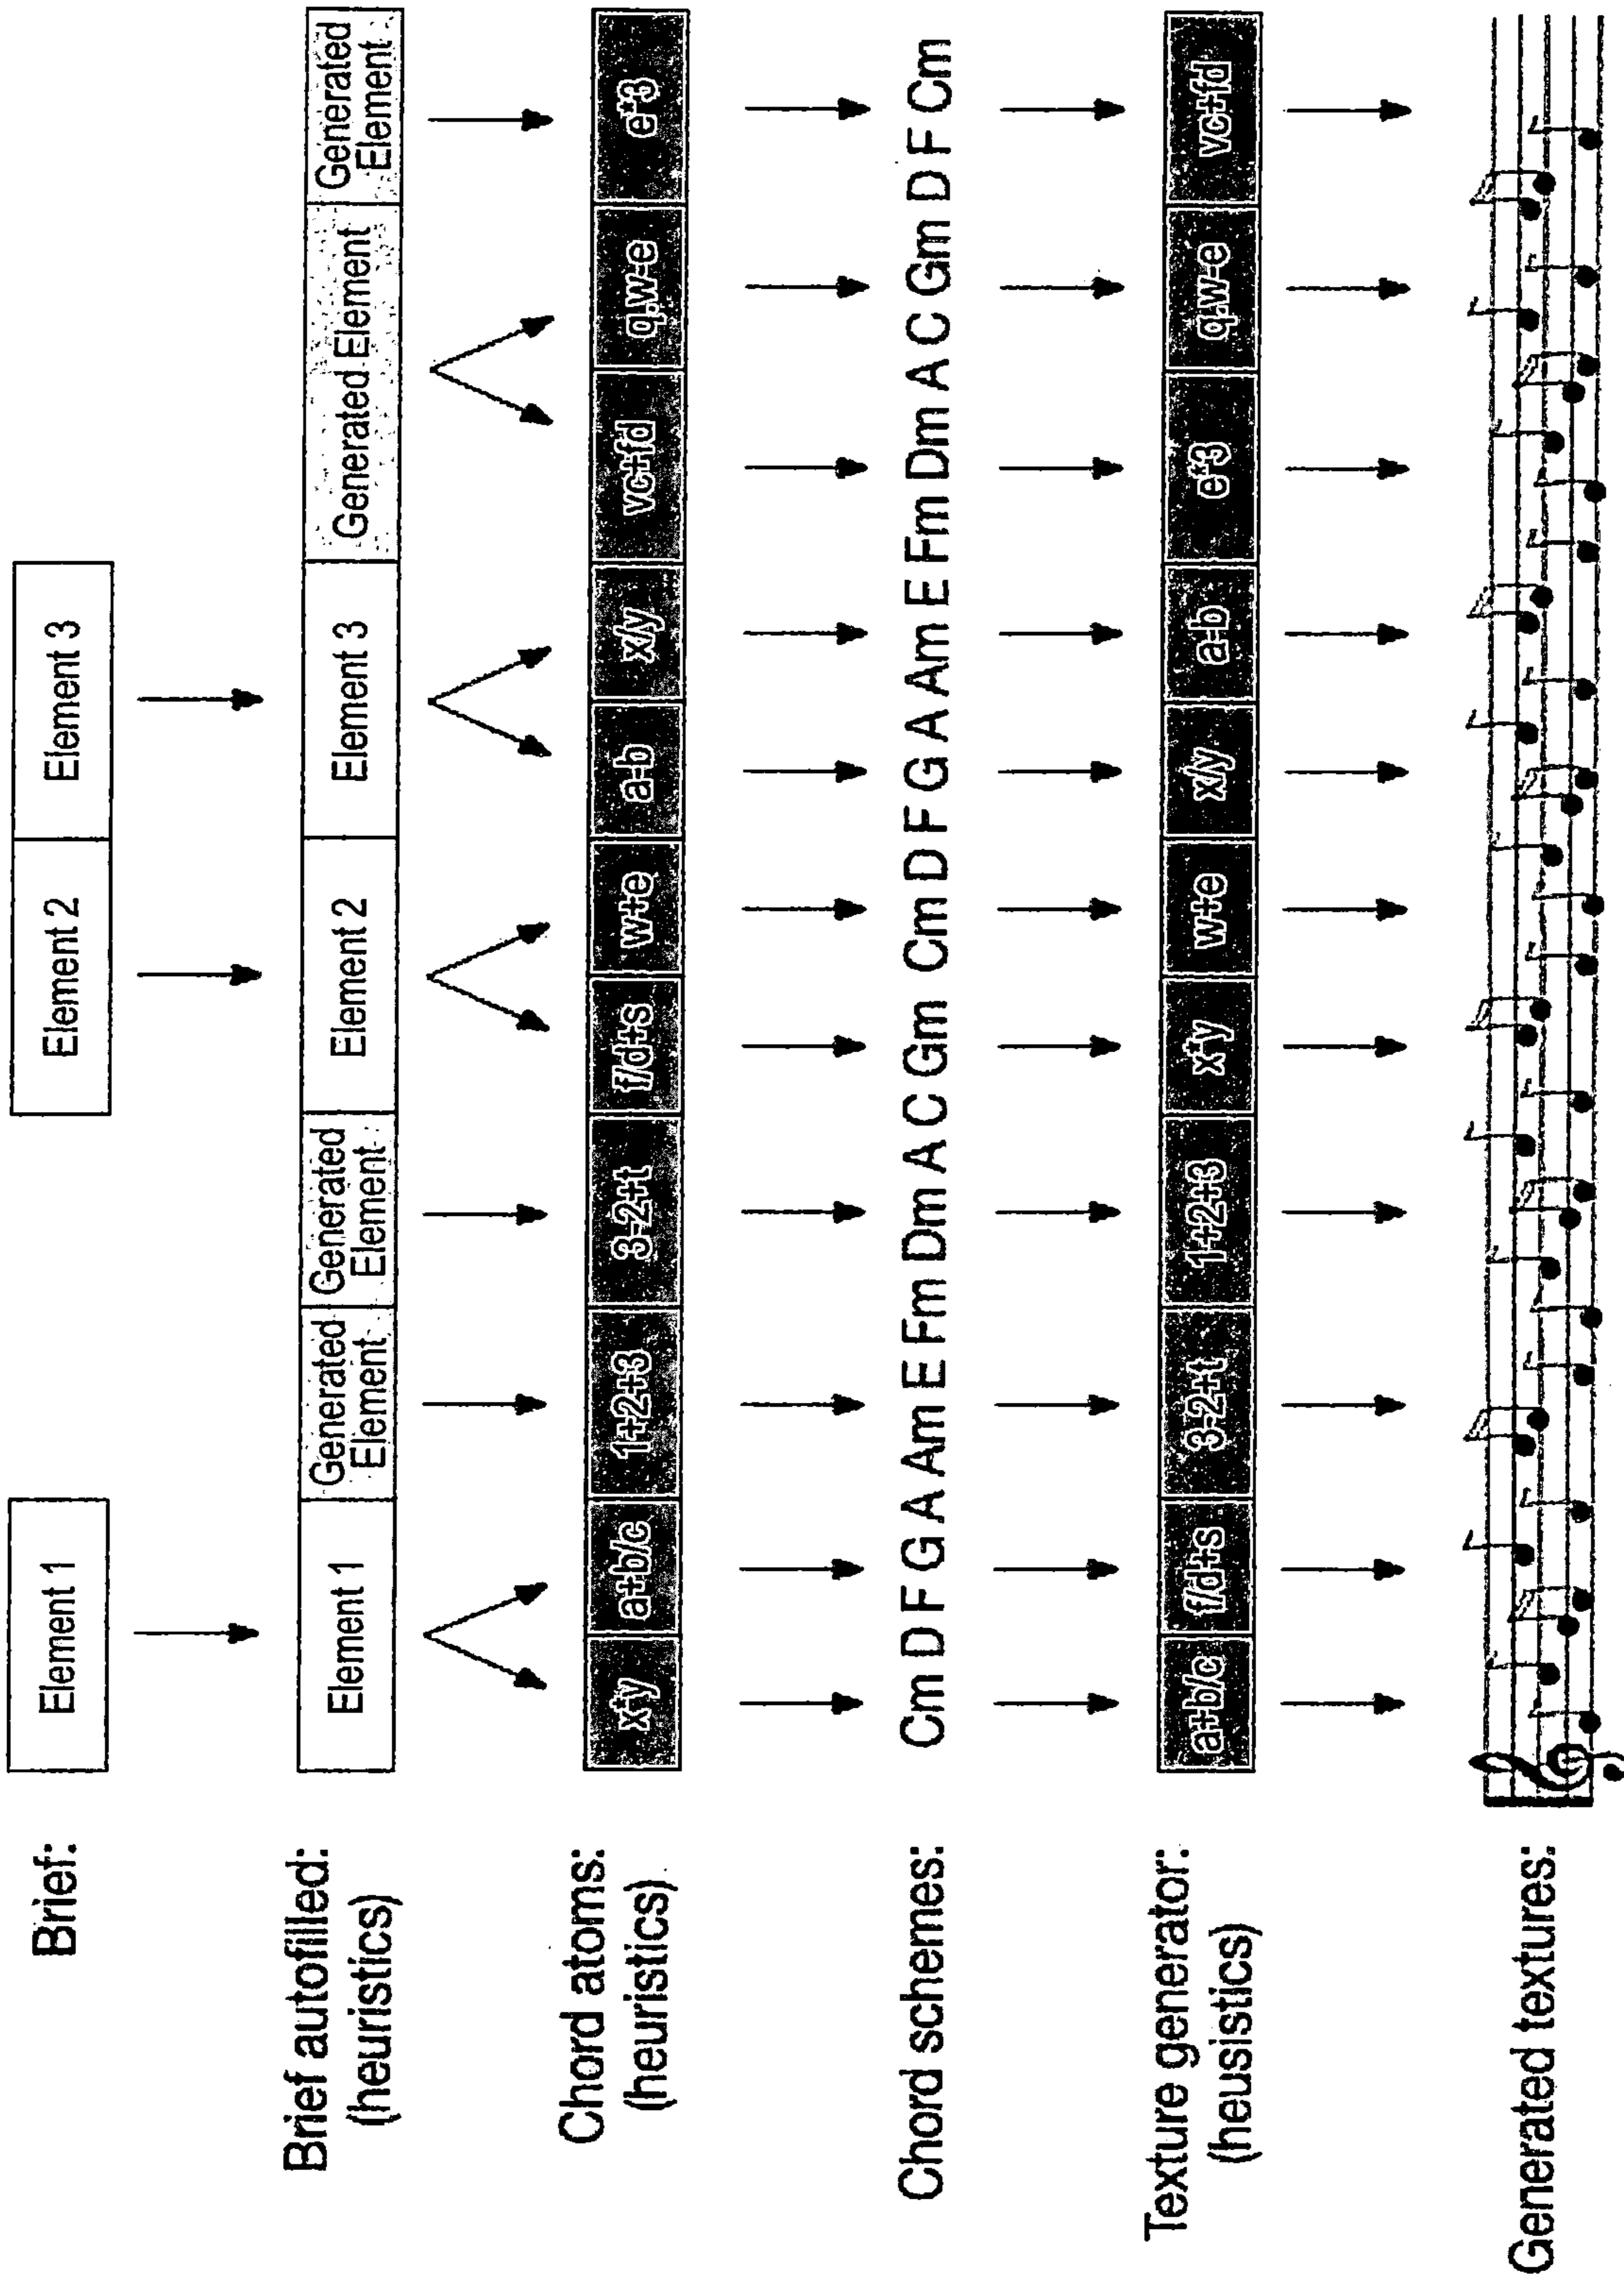 Brief:
Element 1
Element 2
Element 3
Brief autofilled:
(heuristics)
Element 1
Generated
Element
Generated
Element
Element 2
Element 3
Generated Element
Generated
Element
Chord atoms:
(heuristics)
x*y
a+b/c
1+2+3
3-2+t
f/d+s
w+e
a-b
x/y
vc+fd
q.w-e
e*3
Chord schemes:
Cm D F G A Am E Fm Dm A C Gm Cm D F G A Am E Fm Dm A C Gm D F Cm
Texture generator:
(heusistics)
a+b/c
f/d+s
3-2+t
1+2+3
x*y
w+e
x/y
a-b
e*3
q.w-e
vc+fd
Generated textures: